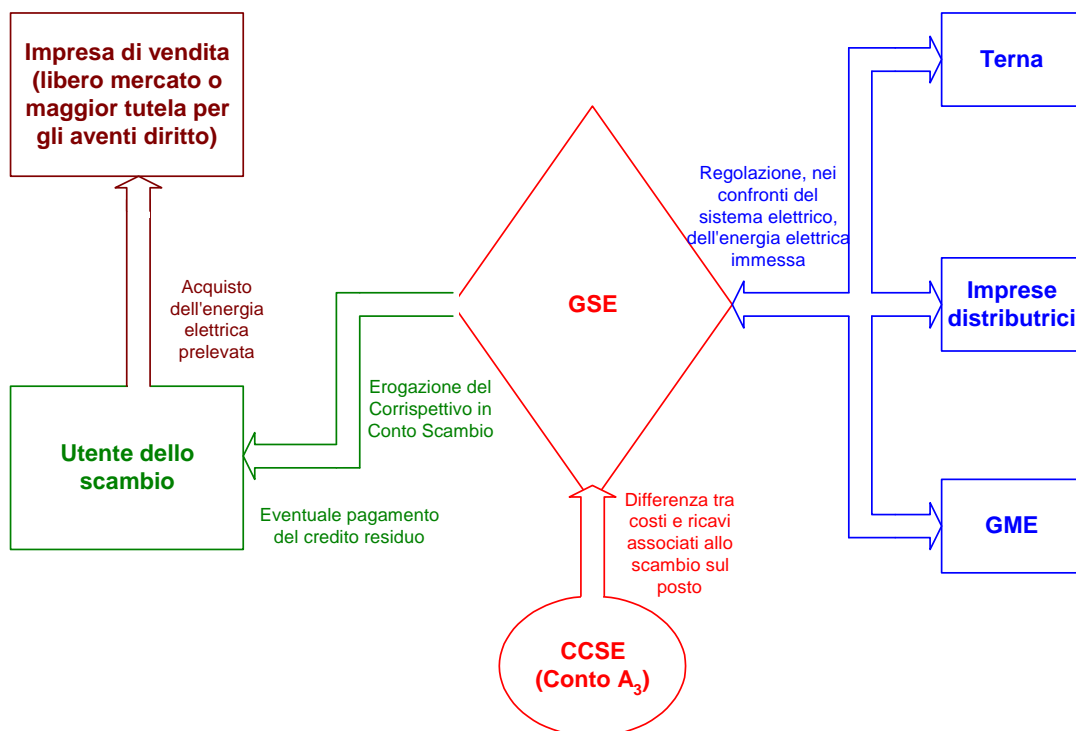 Impresa di vendita
(libero mercato o
maggior tutela per
gli aventi diritto)
Terna
Regolazione, nei
confronti del
sistema elettrico,
dell'energia elettrica
immessa
Acquisto
dell'energia
elettrica
prelevata
GSE
Imprese
distributrici
Erogazione del
Corrispettivo in
Conto Scambio
Utente dello
scambio
Eventuale pagamento
del credito residuo
Differenza tra
costi e ricavi
associati allo
scambio sul
posto
GME
CCSE
(Conto A3)